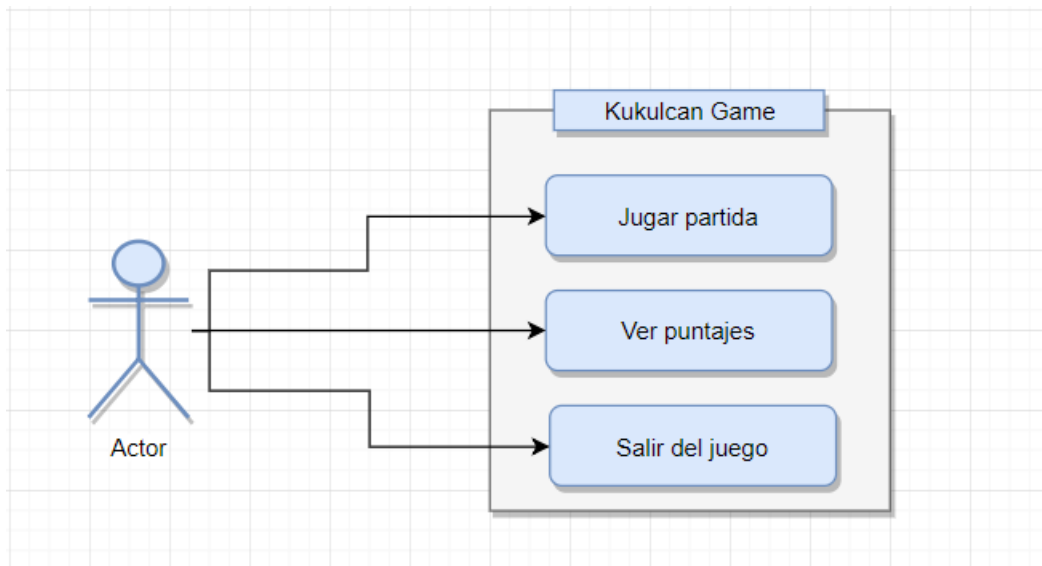 Kukulcan Game
Jugar partida
Ver puntajes
Salir del juego
Actor